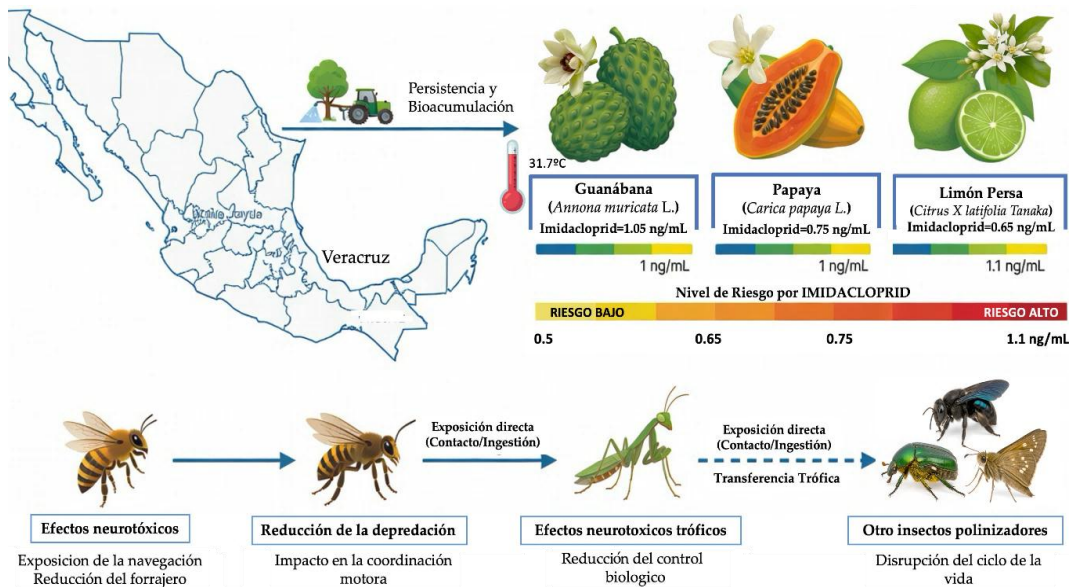 Persistencia y
Bioacumulación
31.7ºC
Veracruz
Guanábana
(Annona muricata L.)
Imidacloprid=1.05 ng/mL
1 ng/mL
Papaya
(Carica papaya L.)
Imidacloprid=0.75 ng/mL
1 ng/mL
Limón Persa
(Citrus X latifolia Tanaka)
Imidacloprid=0.65 ng/mL
1.1 ng/mL
Nivel de Riesgo por IMIDACLOPRID
RIESGO BAJO RIESGO ALTO
0.5 0.65 0.75 1.1 ng/mL
Exposición directa
(Contacto/Ingestión)
Exposición directa
(Contacto/Ingestión)
Transferencia Trófica
Efectos neurotóxicos
Exposicion de la navegación
Reducción del forrajero
Reducción de la depredación
Impacto en la coordinación
motora
Efectos neurotoxicos tróficos
Reducción del control
biologico
Otro insectos polinizadores
Disrupción del ciclo de la
vida